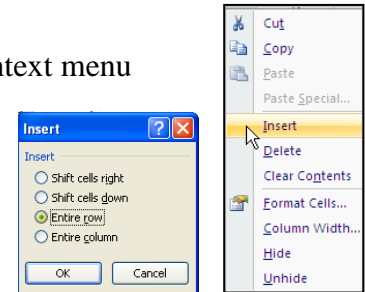 ntext menu
Insert
Insert
Shift cells right
Shift cells down
Entire row
Entire column
OK
Cancel
Cut
Copy
Paste
Paste Special...
Insert
Delete
Clear Contents
Format Cells...
Column Width...
Hide
Unhide